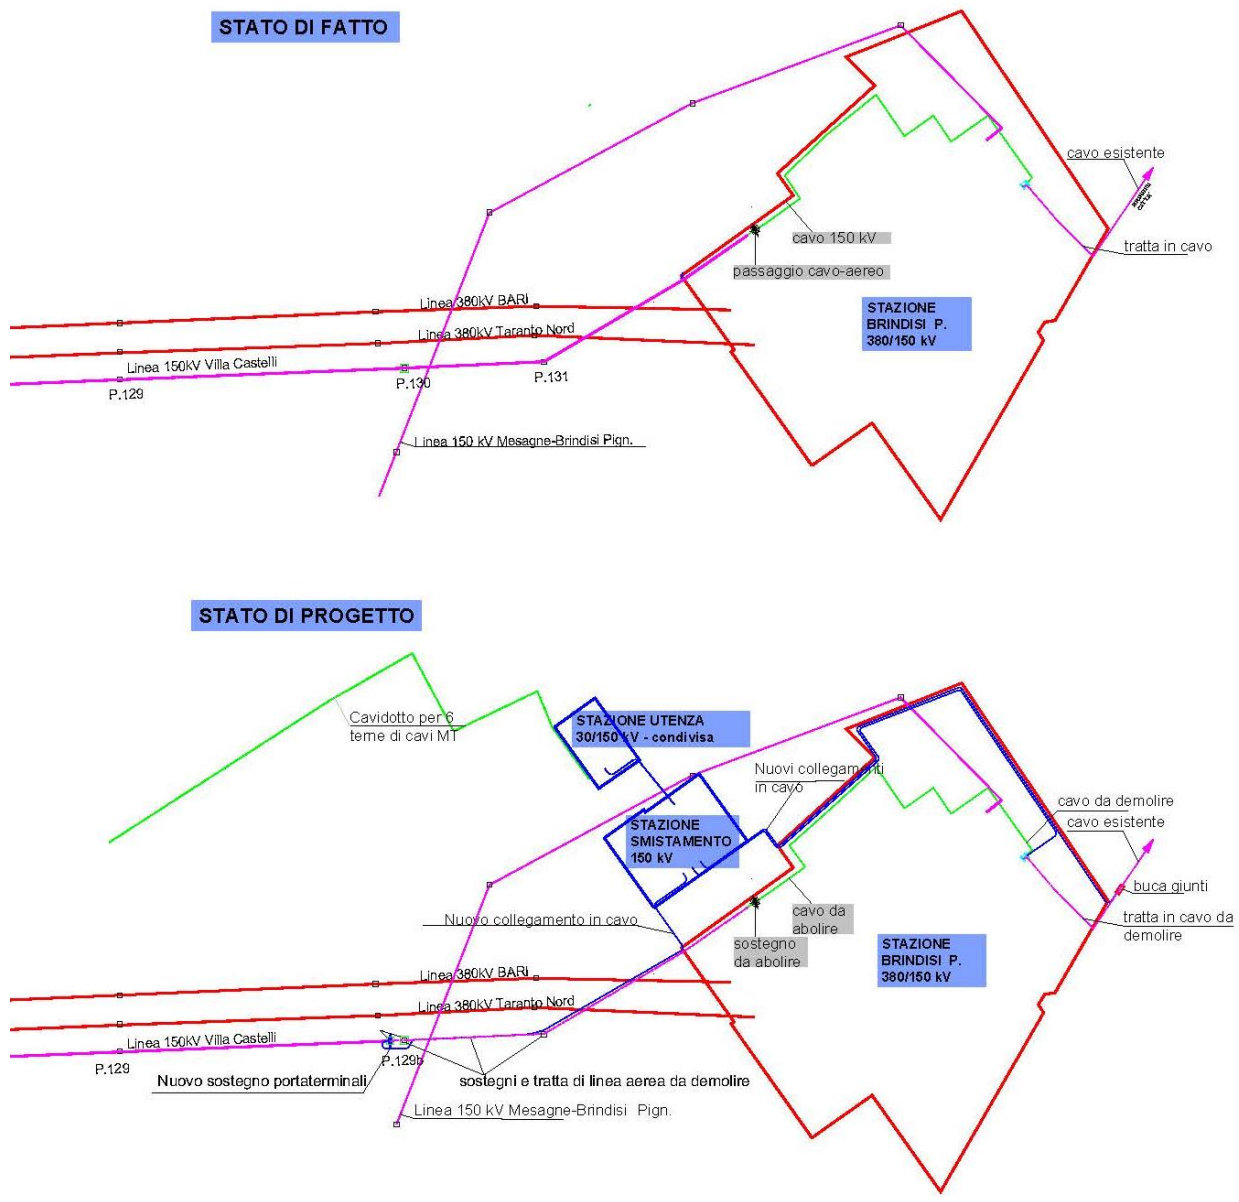 STATO DI FATTO
cavo esistente
cavo 150 kV
tratta in cavo
passaggio cavo-aereo
Linea 380kV BARI
STAZIONE
BRINDISI P.
380/150 kV
Linea 380kV Taranto Nord
Linea 150kV Villa Castelli
P.129
P.130
P.131
Linea 150 kV Mesagne-Brindisi Pign.
STATO DI PROGETTO
Cavidotto per 6
terne di cavi MT
STAZIONE UTENZA
30/150 kV - condivisa
Nuovi collegamenti
in cavo
cavo da demolire
cavo esistente
STAZIONE
SMISTAMENTO
150 kV
buca giunti
Nuovo collegamento in cavo
cavo da
abolire
tratta in cavo da
demolire
sostegno
da abolire
STAZIONE
BRINDISI P.
380/150 kV
Linea 380kV BARI
Linea 380kV Taranto Nord
Linea 150kV Villa Castelli
P.129
P.129b
Nuovo sostegno portaterminali
sostegni e tratta di linea aerea da demolire
Linea 150 kV Mesagne-Brindisi Pign.